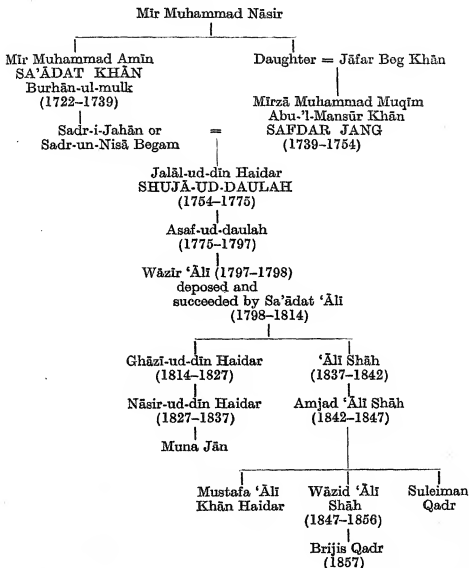 Mīr Muhammad Nāsir
Mīr Muhammad Amīn
SA'ĀDAT KHĀN
Burhān-ul-mulk
(1722–1739)
Daughter = Jāfar Beg Khān
Mīrzā Muhammad Muqīm
Abu-'l-Mansūr Khān
SAFDAR JANG
(1739–1754)
Sadr-i-Jahān or =
Sadr-un-Nisā Begam
Jalāl-ud-dīn Haidar
SHUJĀ-UD-DAULAH
(1754–1775)
Asaf-ud-daulah
(1775–1797)
Wāzīr 'Ālī (1797–1798)
deposed and
succeeded by Sa'ādat 'Ālī
(1798–1814)
Ghāzī-ud-dīn Haidar
(1814–1827)
'Ālī Shāh
(1837–1842)
Nāsir-ud-dīn Haidar
(1827–1837)
Amjad 'Ālī Shāh
(1842–1847)
Muna Jān
Mustafa 'Ālī
Khān Haidar
Wāzid 'Ālī
Shāh
(1847–1856)
Suleiman
Qadr
Brijis Qadr
(1857)